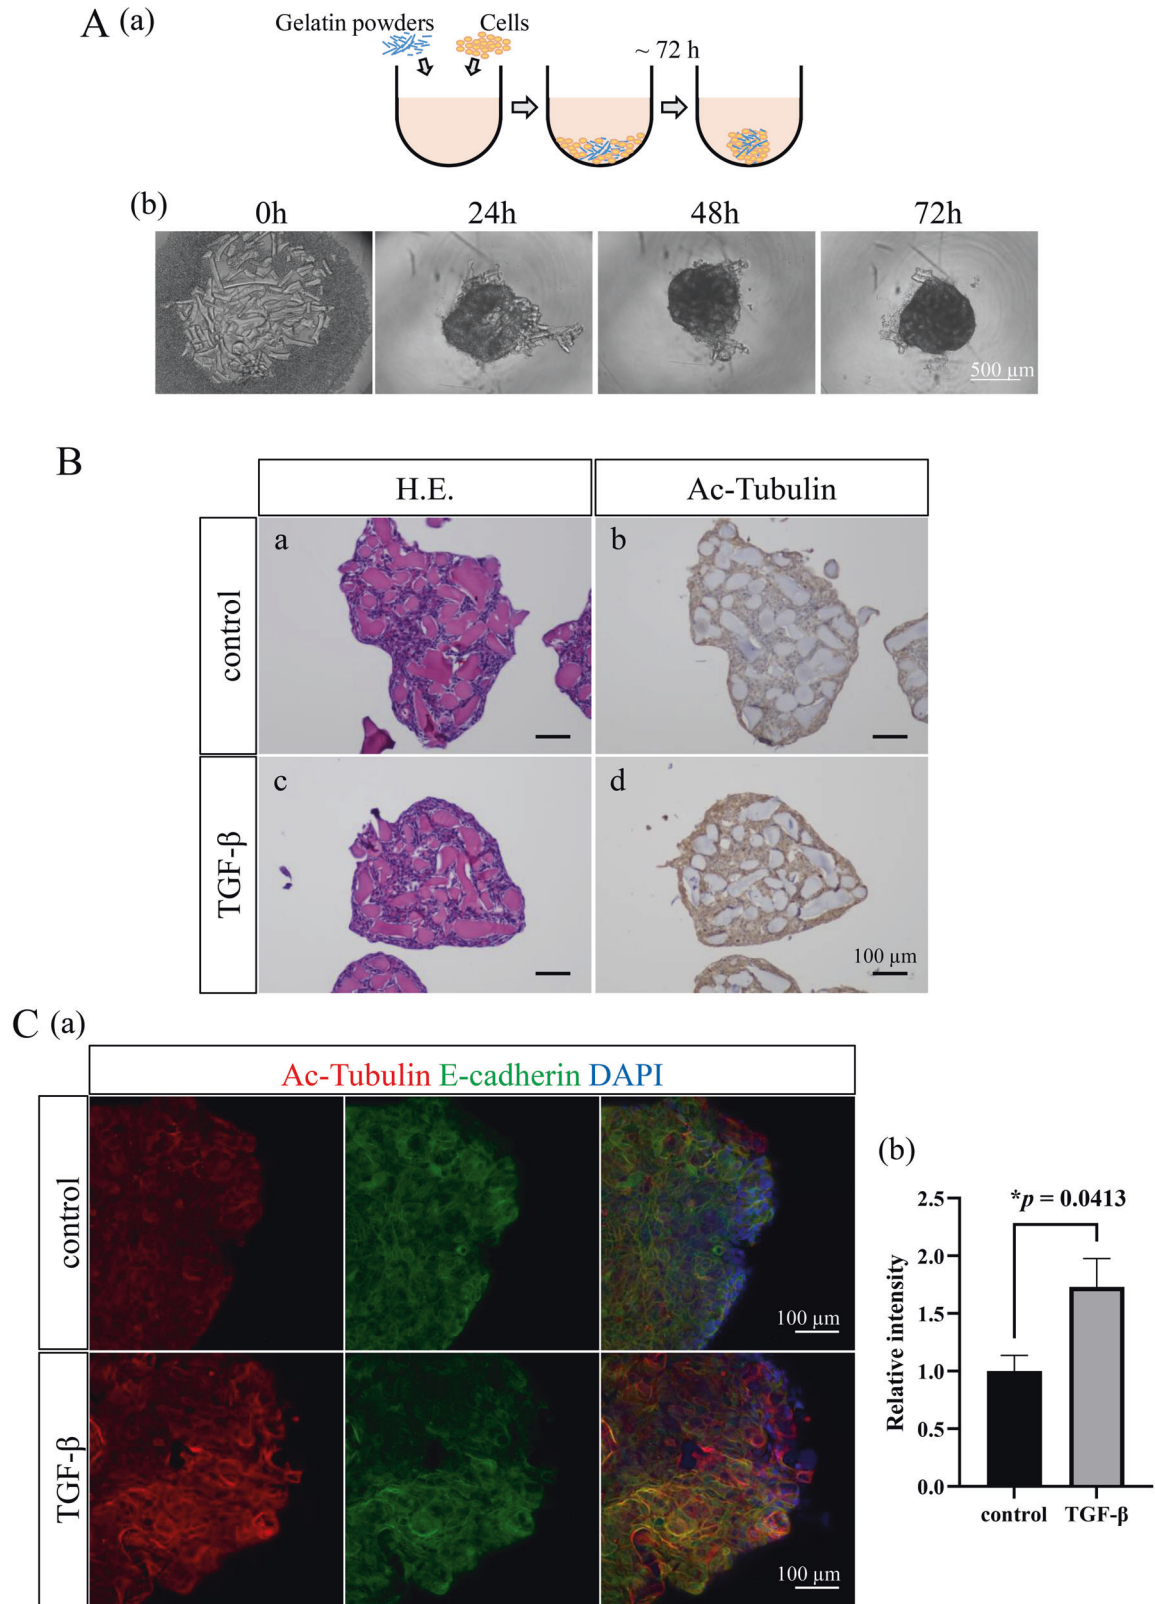 A (a)
Gelatin powders Cells
~ 72 h
(b)
0h 24h 48h 72h
500 µm
B
H.E. Ac-Tubulin
control
a b
TGF-β
c d
100 µm
C (a)
Ac-Tubulin E-cadherin DAPI
control
100 µm
TGF-β
100 µm
(b)
*p = 0.0413
Relative intensity
2.5
2.0
1.5
1.0
0.5
0.0
control TGF-β